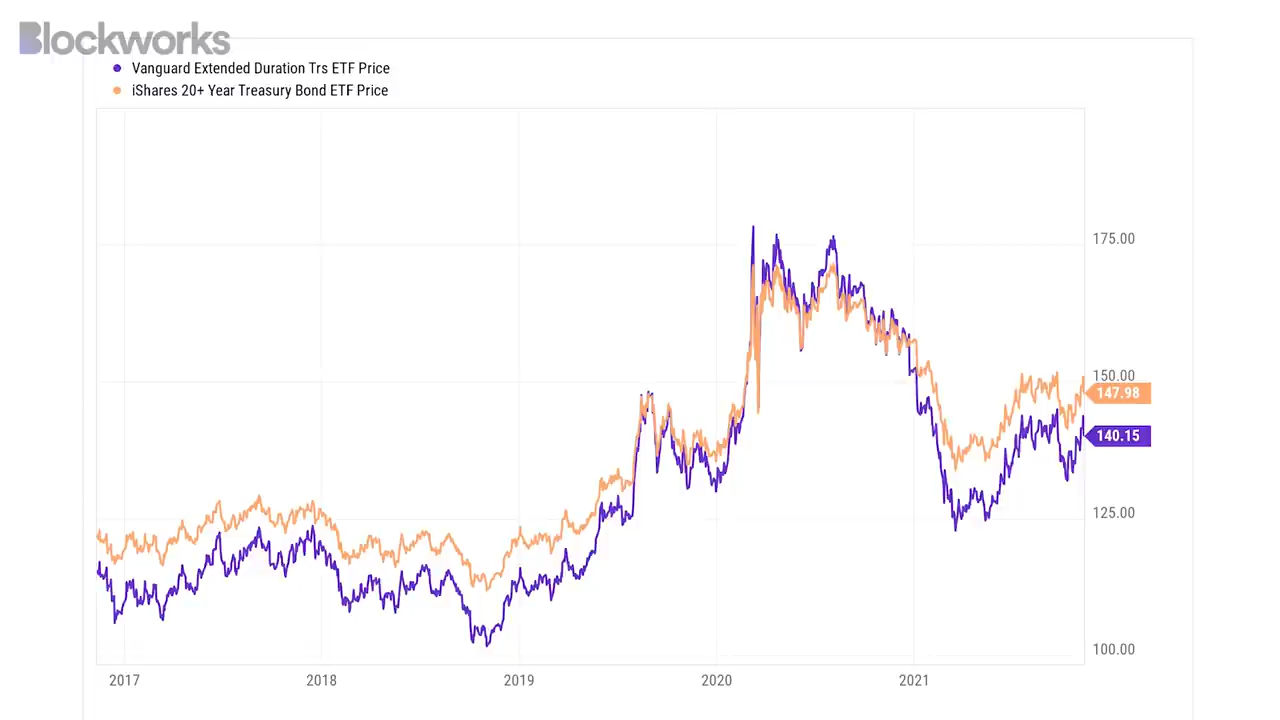 Blockworks
Vanguard Extended Duration Trs ETF Price
iShares 20+ Year Treasury Bond ETF Price
175.00
150.00
147.98
140.15
125.00
100.00
2017 2018 2019 2020 2021